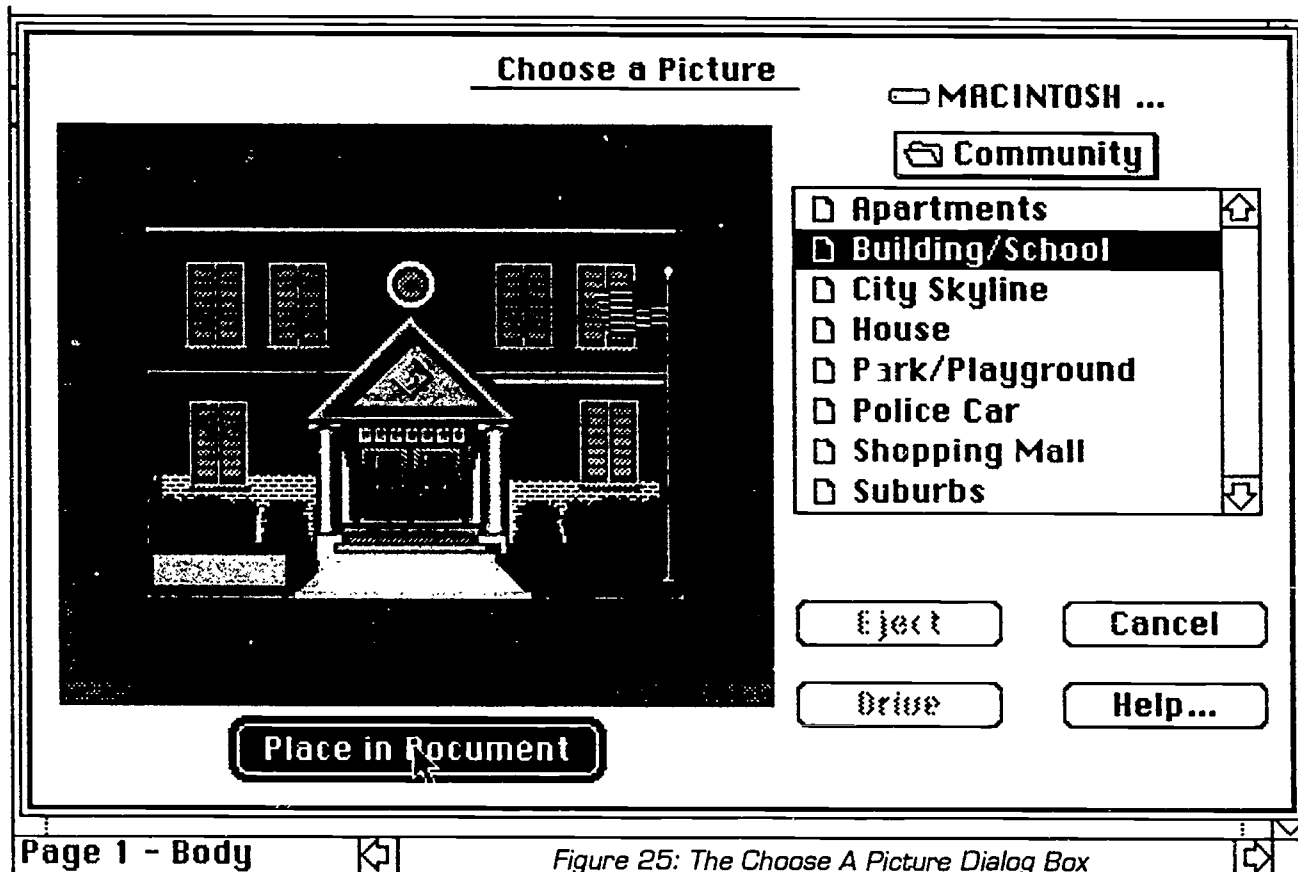 Choose a Picture
MACINTOSH ...
Community
Apartments
Building/School
City Skyline
House
Park/Playground
Police Car
Shopping Mall
Suburbs
Eject
Cancel
Drive
Help...
Place in Document
Page 1 - Body
Figure 25: The Choose A Picture Dialog Box